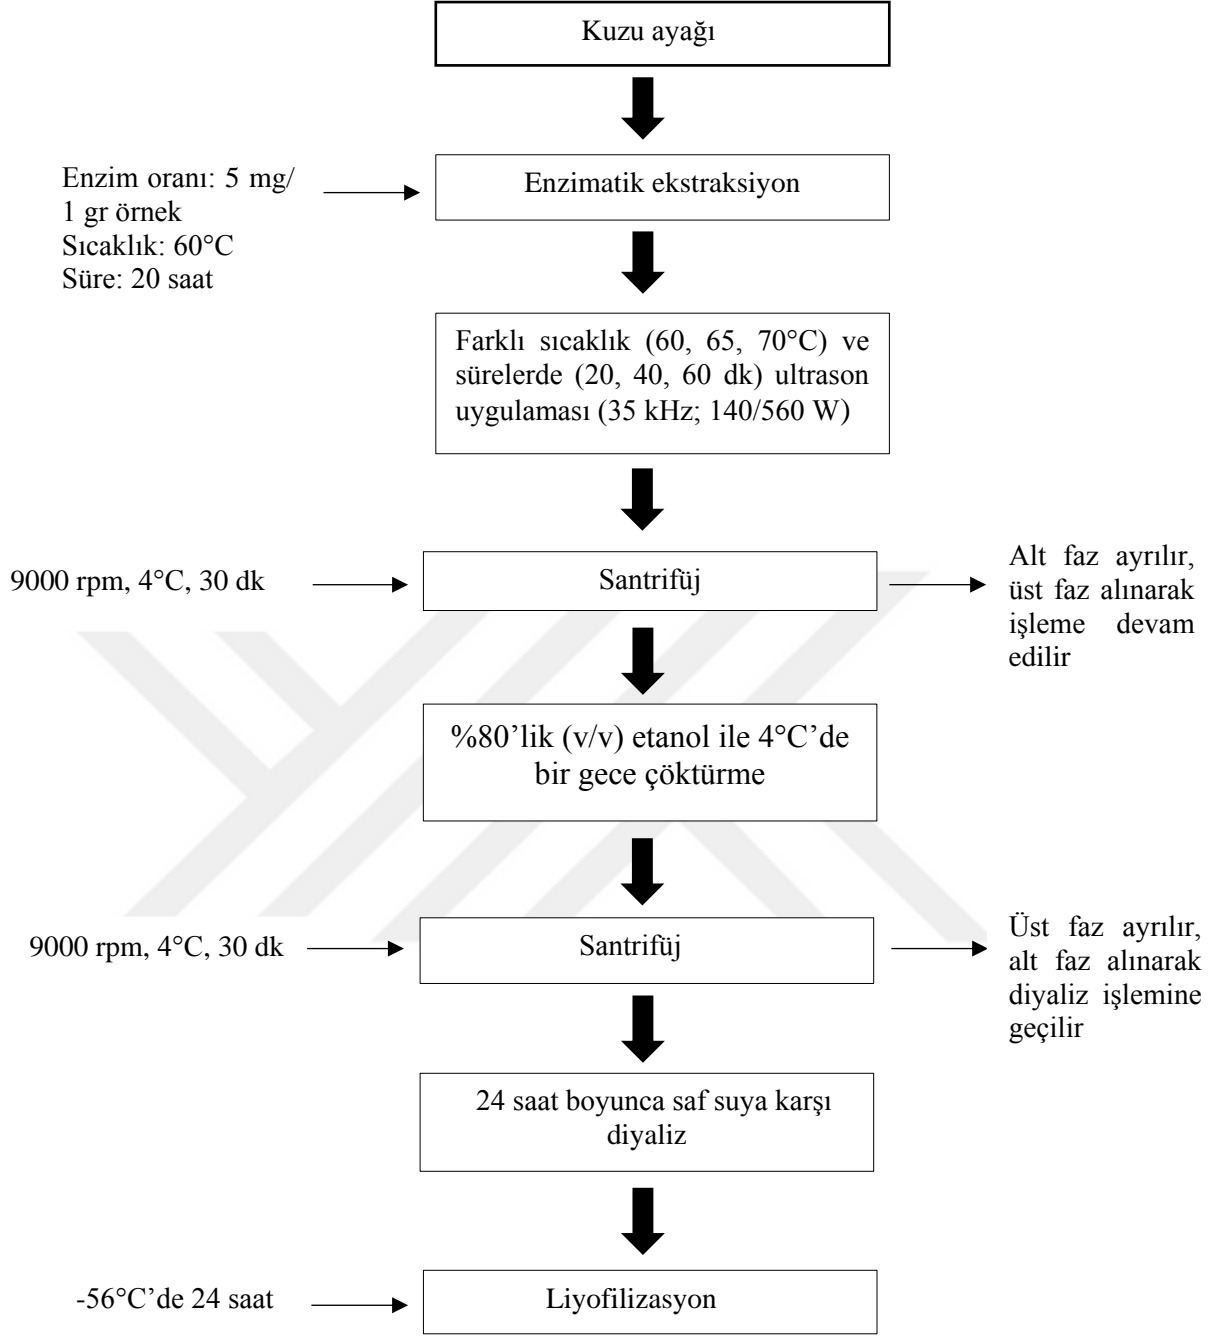 Kuzu ayağı
Enzim oranı: 5 mg/
1 gr örnek
Sıcaklık: 60°C
Süre: 20 saat
Enzimatik ekstraksiyon
Farklı sıcaklık (60, 65, 70°C) ve
sürelerde (20, 40, 60 dk) ultrason
uygulaması (35 kHz; 140/560 W)
9000 rpm, 4°C, 30 dk
Santrifüj
Alt faz ayrılır,
üst faz alınarak
işleme devam
edilir
%80’lik (v/v) etanol ile 4°C’de
bir gece çöktürme
9000 rpm, 4°C, 30 dk
Santrifüj
Üst faz ayrılır,
alt faz alınarak
diyaliz işlemine
geçilir
24 saat boyunca saf suya karşı
diyaliz
-56°C’de 24 saat
Liyofilizasyon